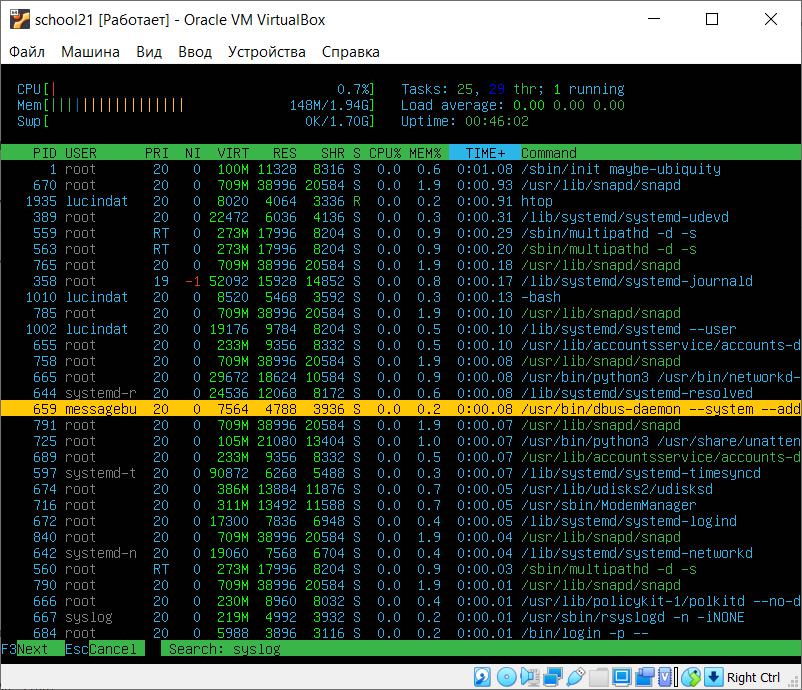 school21 [Работает] - Oracle VM VirtualBox
Файл Машина Вид Ввод Устройства Справка
CPU[| 0.7%] Tasks: 25, 29 thr; 1 running
Mem[||||||||||||||||| 148M/1.94G] Load average: 0.00 0.00 0.00
Swp[ 0K/1.70G] Uptime: 00:46:02
PID USER PRI NI VIRT RES SHR S CPU% MEM% TIME+ Command
1 root 20 0 100M 11328 8316 S 0.0 0.6 0:01.08 /sbin/init maybe-ubiquity
670 root 20 0 709M 38996 20584 S 0.0 1.9 0:00.93 /usr/lib/snapd/snapd
1935 lucindat 20 0 8020 4064 3336 R 0.0 0.2 0:00.91 htop
389 root 20 0 22472 6036 4136 S 0.0 0.3 0:00.31 /lib/systemd/systemd-udevd
559 root RT 0 273M 17996 8204 S 0.0 0.9 0:00.29 /sbin/multipathd -d -s
563 root RT 0 273M 17996 8204 S 0.0 0.9 0:00.20 /sbin/multipathd -d -s
765 root 20 0 709M 38996 20584 S 0.0 1.9 0:00.18 /usr/lib/snapd/snapd
358 root 19 -1 52092 15928 14852 S 0.0 0.8 0:00.17 /lib/systemd/systemd-journald
1010 lucindat 20 0 8520 5468 3592 S 0.0 0.3 0:00.13 -bash
785 root 20 0 709M 38996 20584 S 0.0 1.9 0:00.10 /usr/lib/snapd/snapd
1002 lucindat 20 0 19176 9784 8204 S 0.0 0.5 0:00.10 /lib/systemd/systemd --user
655 root 20 0 233M 9356 8332 S 0.0 0.5 0:00.10 /usr/lib/accountsservice/accounts-d
758 root 20 0 709M 38996 20584 S 0.0 1.9 0:00.08 /usr/lib/snapd/snapd
665 root 20 0 29672 18624 10584 S 0.0 0.9 0:00.08 /usr/bin/python3 /usr/bin/networkd-
644 systemd-r 20 0 24536 12068 8172 S 0.0 0.6 0:00.08 /lib/systemd/systemd-resolved
659 messagebu 20 0 7564 4788 3936 S 0.0 0.2 0:00.08 /usr/bin/dbus-daemon --system --add
791 root 20 0 709M 38996 20584 S 0.0 1.9 0:00.07 /usr/lib/snapd/snapd
725 root 20 0 105M 21080 13404 S 0.0 1.0 0:00.07 /usr/bin/python3 /usr/share/unatten
689 root 20 0 233M 9356 8332 S 0.0 0.5 0:00.07 /usr/lib/accountsservice/accounts-d
597 systemd-t 20 0 90872 6268 5488 S 0.0 0.3 0:00.07 /lib/systemd/systemd-timesyncd
674 root 20 0 386M 13884 11876 S 0.0 0.7 0:00.05 /usr/lib/udisks2/udisksd
716 root 20 0 311M 13492 11588 S 0.0 0.7 0:00.05 /usr/sbin/ModemManager
672 root 20 0 17300 7836 6948 S 0.0 0.4 0:00.05 /lib/systemd/systemd-logind
840 root 20 0 709M 38996 20584 S 0.0 1.9 0:00.04 /usr/lib/snapd/snapd
642 systemd-n 20 0 19060 7568 6704 S 0.0 0.4 0:00.04 /lib/systemd/systemd-networkd
560 root RT 0 273M 17996 8204 S 0.0 0.9 0:00.03 /sbin/multipathd -d -s
790 root 20 0 709M 38996 20584 S 0.0 1.9 0:00.01 /usr/lib/snapd/snapd
666 root 20 0 230M 8960 8032 S 0.0 0.4 0:00.01 /usr/lib/policykit-1/polkitd --no-d
667 syslog 20 0 219M 4992 3964 S 0.0 0.2 0:00.01 /usr/sbin/rsyslogd -n -iNONE
684 root 20 0 5988 3896 3116 S 0.0 0.2 0:00.01 /bin/login -p --
F3Next EscCancel Search: syslog
Right Ctrl